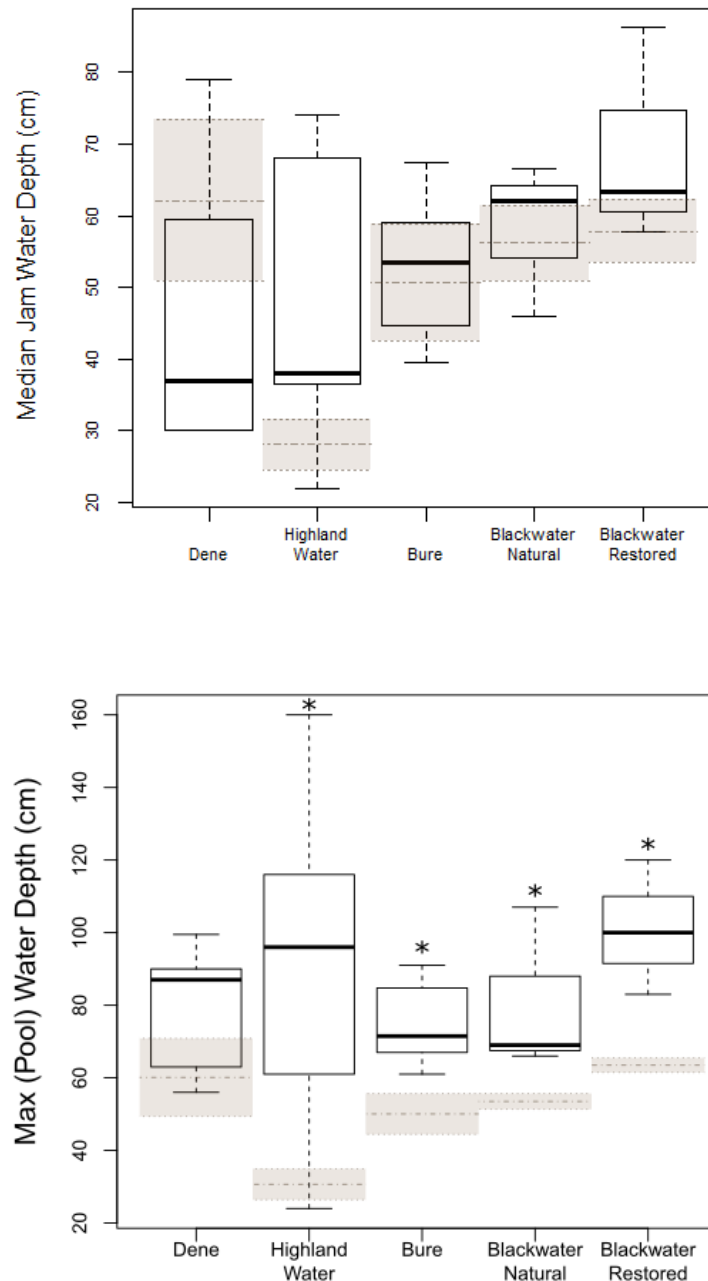 Median Jam Water Depth (cm)
80
70
60
50
40
30
20
Dene
Highland
Water
Bure
Blackwater
Natural
Blackwater
Restored
Max (Pool) Water Depth (cm)
160
140
120
100
80
60
40
20
*
*
*
*
Dene
Highland
Water
Bure
Blackwater
Natural
Blackwater
Restored